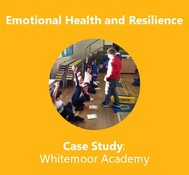 Emotional Health and Resilience
Case Study:
Whitemoor Academy